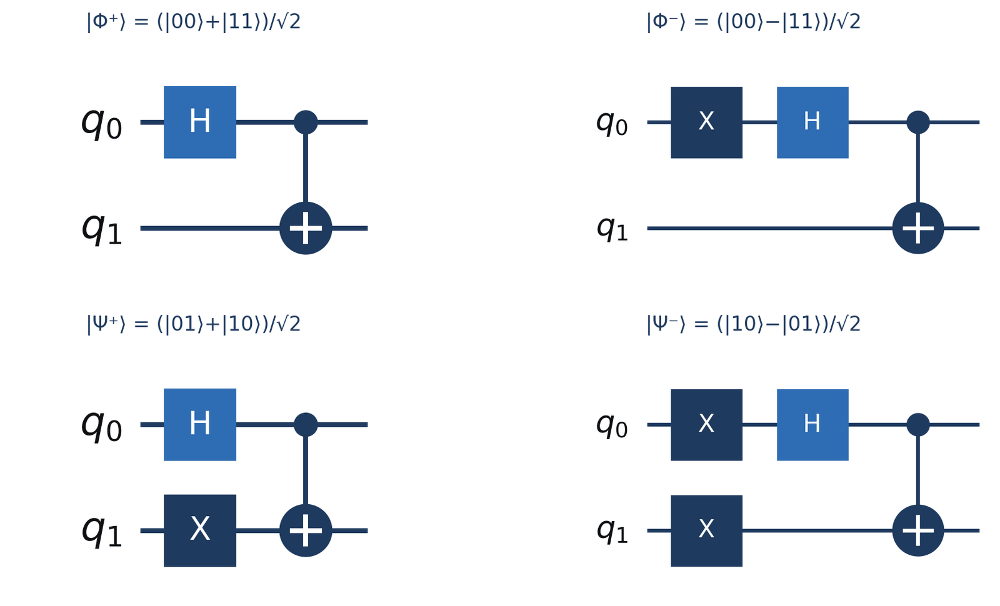 |Φ⁺⟩ = (|00⟩+|11⟩)/√2
|Φ⁻⟩ = (|00⟩−|11⟩)/√2
q₀ H
q₀ X H
q₁
q₁
|Ψ⁺⟩ = (|01⟩+|10⟩)/√2
|Ψ⁻⟩ = (|10⟩−|01⟩)/√2
q₀ H
q₀ X H
q₁ X
q₁ X